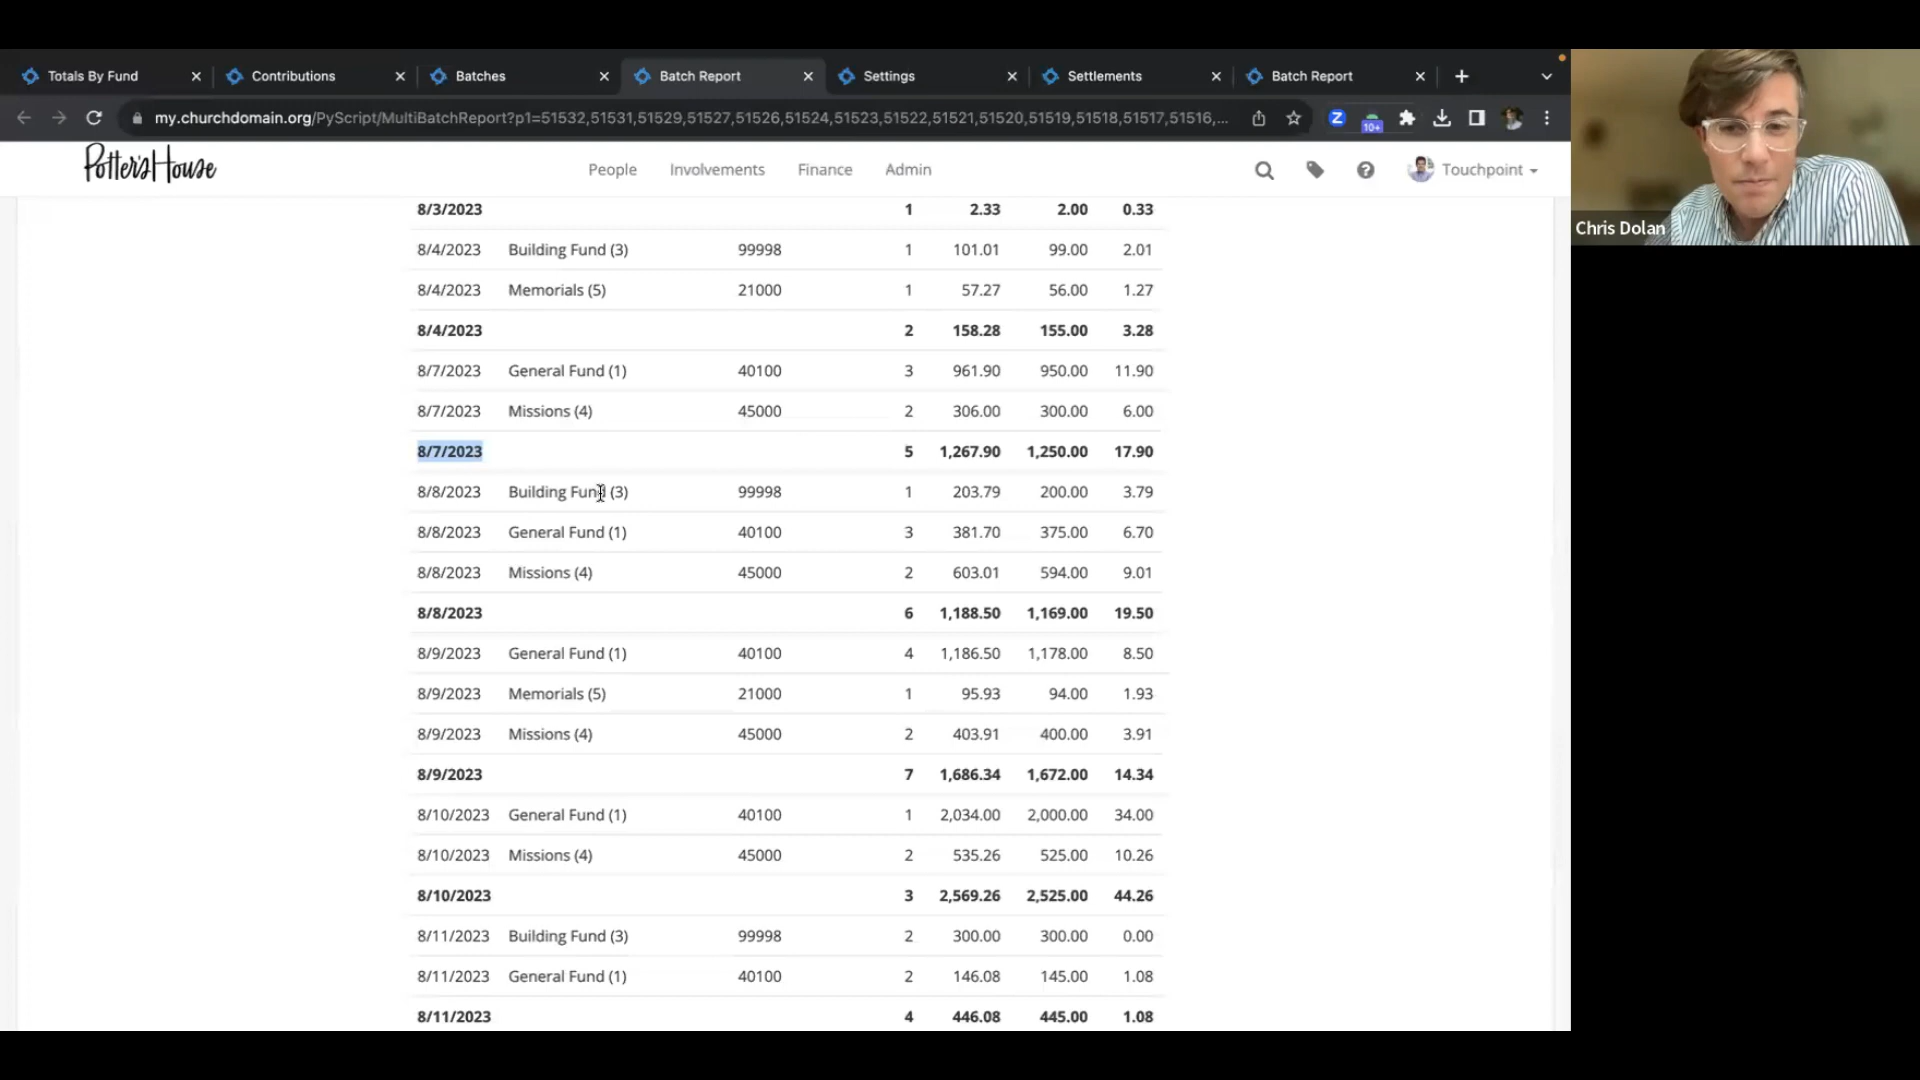 Totals By Fund Contributions Batches Batch Report Settings Settlements Batch Report
my.churchdomain.org/PyScript/MultiBatchReport?p1=51532,51531,51529,51527,51526,51524,51523,51522,51521,51520,51519,51518,51517,51516,...
10+
Potter's House People Involvements Finance Admin Touchpoint
Chris Dolan
8/3/2023 1 2.33 2.00 0.33
8/4/2023 Building Fund (3) 99998 1 101.01 99.00 2.01
8/4/2023 Memorials (5) 21000 1 57.27 56.00 1.27
8/4/2023 2 158.28 155.00 3.28
8/7/2023 General Fund (1) 40100 3 961.90 950.00 11.90
8/7/2023 Missions (4) 45000 2 306.00 300.00 6.00
8/7/2023 5 1,267.90 1,250.00 17.90
8/8/2023 Building Fund (3) 99998 1 203.79 200.00 3.79
8/8/2023 General Fund (1) 40100 3 381.70 375.00 6.70
8/8/2023 Missions (4) 45000 2 603.01 594.00 9.01
8/8/2023 6 1,188.50 1,169.00 19.50
8/9/2023 General Fund (1) 40100 4 1,186.50 1,178.00 8.50
8/9/2023 Memorials (5) 21000 1 95.93 94.00 1.93
8/9/2023 Missions (4) 45000 2 403.91 400.00 3.91
8/9/2023 7 1,686.34 1,672.00 14.34
8/10/2023 General Fund (1) 40100 1 2,034.00 2,000.00 34.00
8/10/2023 Missions (4) 45000 2 535.26 525.00 10.26
8/10/2023 3 2,569.26 2,525.00 44.26
8/11/2023 Building Fund (3) 99998 2 300.00 300.00 0.00
8/11/2023 General Fund (1) 40100 2 146.08 145.00 1.08
8/11/2023 4 446.08 445.00 1.08